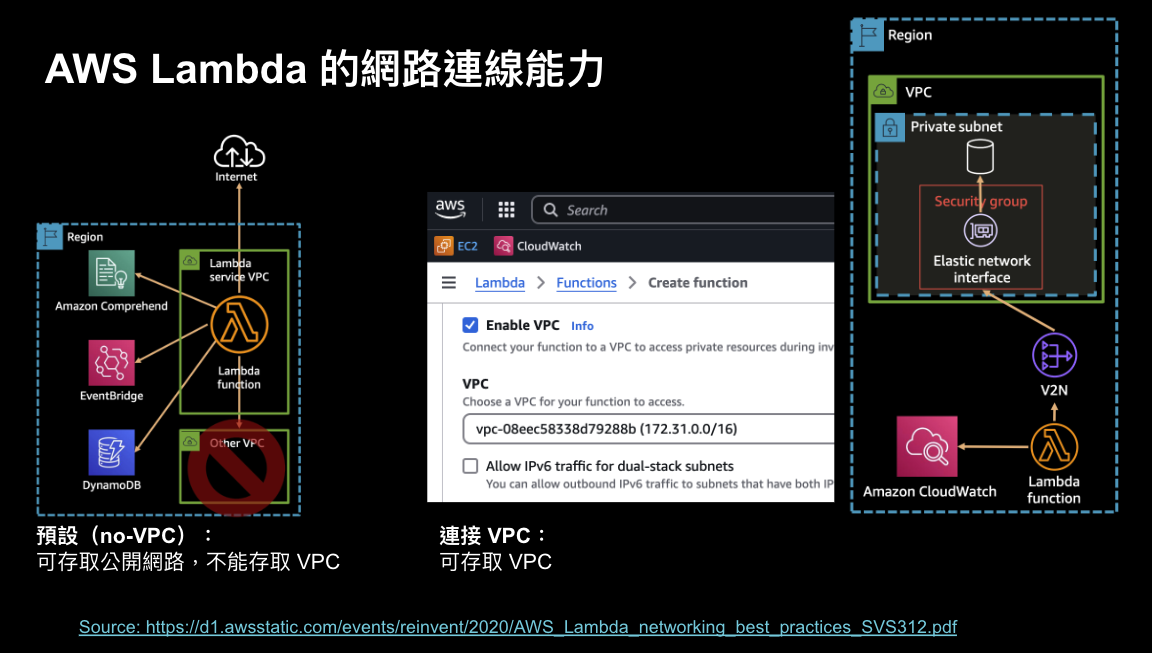 AWS Lambda 的網路連線能力
Internet
Region
Lambda
service VPC
Amazon Comprehend
EventBridge
Lambda
function
DynamoDB
Other VPC
預設（no-VPC）：
可存取公開網路，不能存取 VPC
aws
Search
EC2
CloudWatch
Lambda
Functions
Create function
Enable VPC Info
Connect your function to a VPC to access private resources during inv
VPC
Choose a VPC for your function to access.
vpc-08eec58338d79288b (172.31.0.0/16)
Allow IPv6 traffic for dual-stack subnets
You can allow outbound IPv6 traffic to subnets that have both IP
連接 VPC：
可存取 VPC
Region
VPC
Private subnet
Security group
Elastic network
interface
V2N
Amazon CloudWatch
Lambda
function
Source: https://d1.awsstatic.com/events/reinvent/2020/AWS_Lambda_networking_best_practices_SVS312.pdf